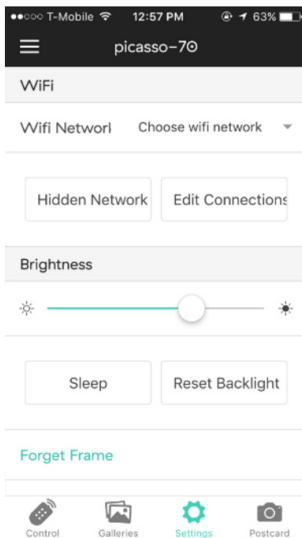 T-Mobile 12:57 PM 63%
picasso-70
WiFi
Wifi Networl Choose wifi network
Hidden Network Edit Connections
Brightness
Sleep Reset Backlight
Forget Frame
Control Galleries Settings Postcard